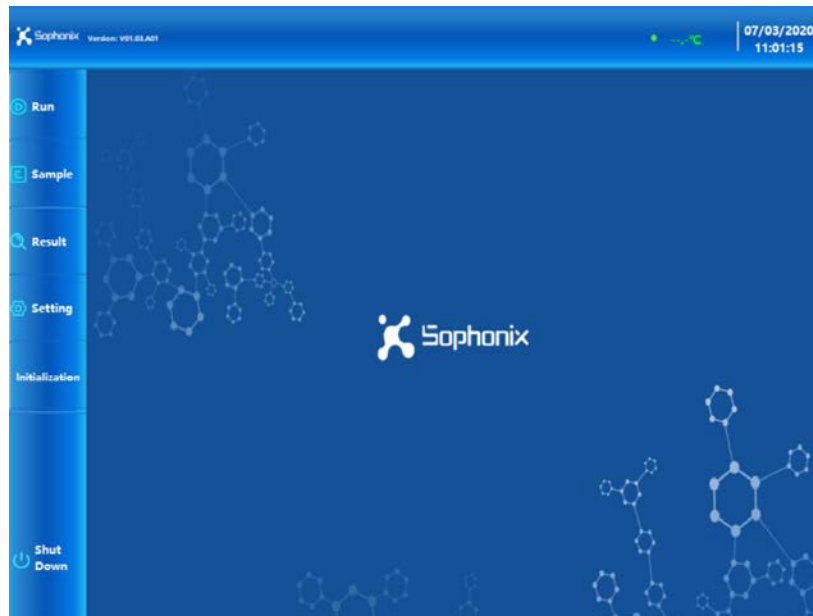 Sophonix Version: V01.03.A01
--.-℃
07/03/2020
11:01:15
Run
Sample
Result
Setting
Initialization
Sophonix
Shut
Down